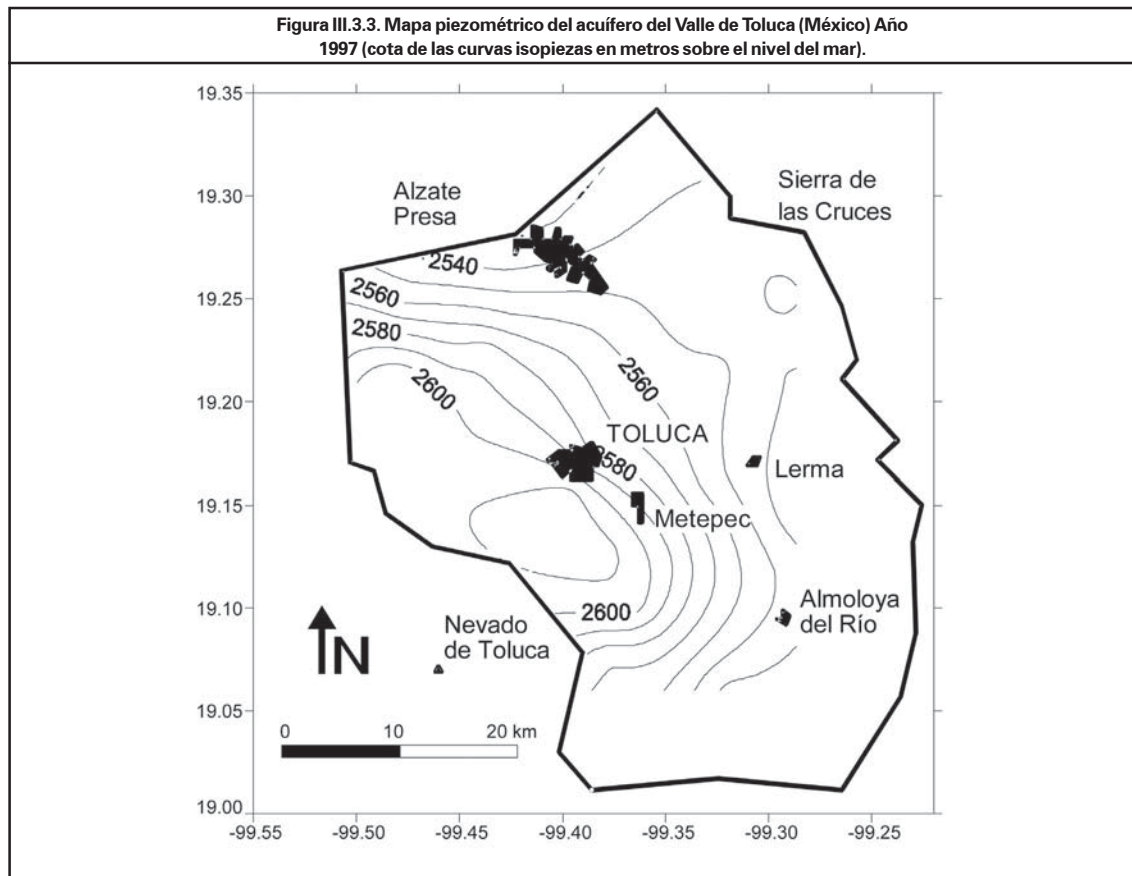 Figura III.3.3. Mapa piezométrico del acuífero del Valle de Toluca (México) Año
1997 (cota de las curvas isopiezas en metros sobre el nivel del mar).
19.35
19.30
19.25
19.20
19.15
19.10
19.05
19.00
-99.55
-99.50
-99.45
-99.40
-99.35
-99.30
-99.25
Alzate
Presa
Sierra de
las Cruces
2540
2560
2580
2600
2560
TOLUCA
2580
Lerma
Metepec
2600
Almoloya
del Río
Nevado
de Toluca
N
0 10 20 km